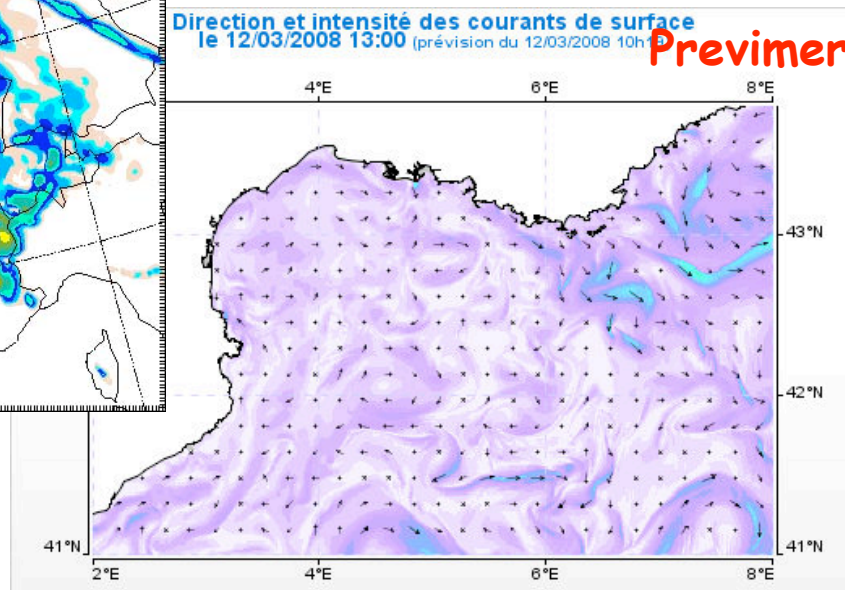 Direction et intensité des courants de surface
le 12/03/2008 13:00 (prévision du 12/03/2008 10h
Previmer
4°E 6°E 8°E
43°N
42°N
41°N 41°N
2°E 4°E 6°E 8°E